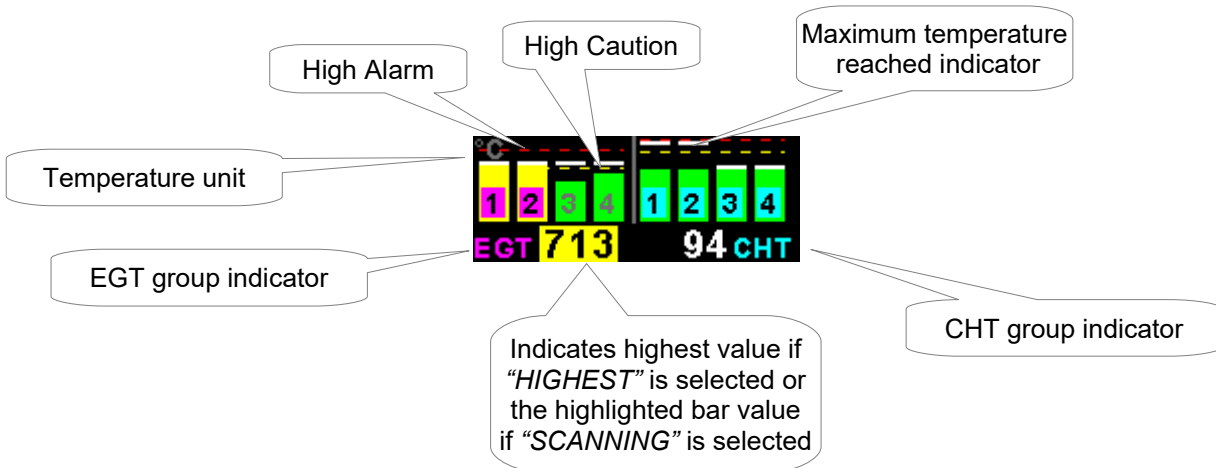 High Alarm
High Caution
Maximum temperature
reached indicator
Temperature unit
°C
1 2 3 4 1 2 3 4
EGT 713 94 CHT
EGT group indicator
CHT group indicator
Indicates highest value if
“HIGHEST” is selected or
the highlighted bar value
if “SCANNING” is selected